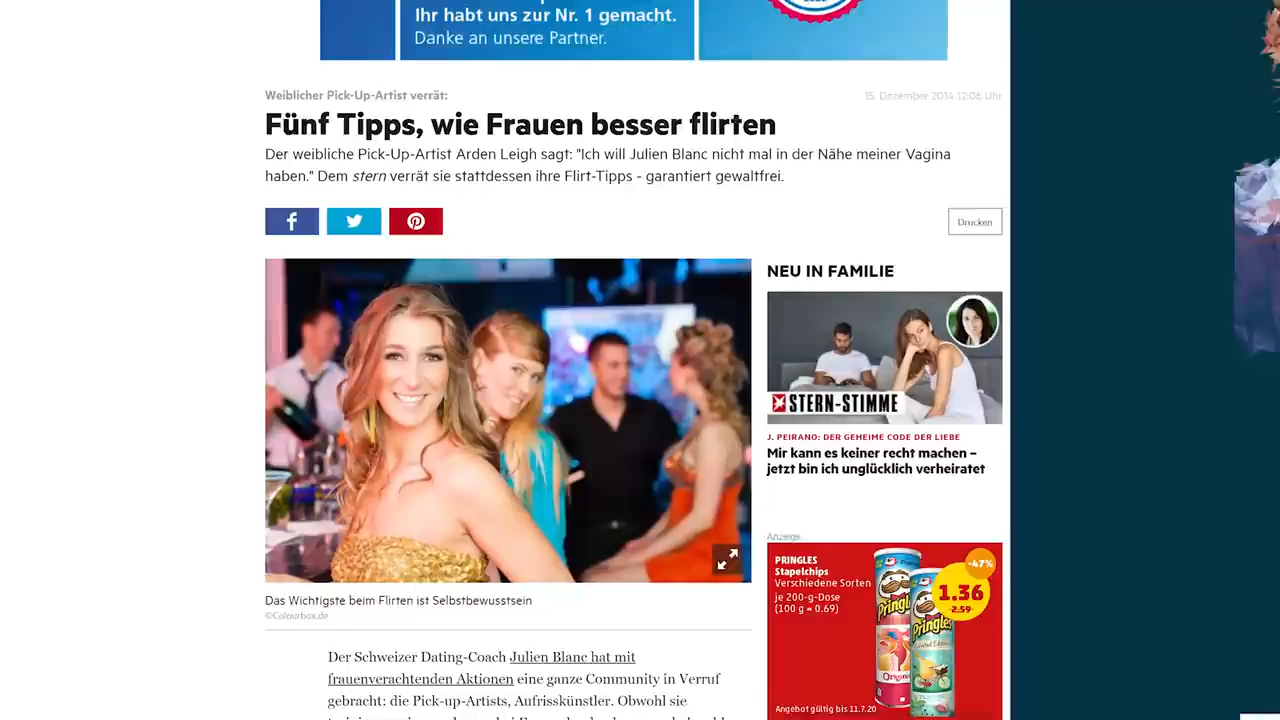 Ihr habt uns zur Nr. 1 gemacht.
Danke an unsere Partner.
Weiblicher Pick-Up-Artist verrät:
15. Dezember 2014 12:06 Uhr
Fünf Tipps, wie Frauen besser flirten
Der weibliche Pick-Up-Artist Arden Leigh sagt: "Ich will Julien Blanc nicht mal in der Nähe meiner Vagina
haben." Dem stern verrät sie stattdessen ihre Flirt-Tipps - garantiert gewaltfrei.
Drucken
NEU IN FAMILIE
STERN-STIMME
J. PEIRANO: DER GEHEIME CODE DER LIEBE
Mir kann es keiner recht machen –
jetzt bin ich unglücklich verheiratet
Anzeige
PRINGLES
Stapelchips
Verschiedene Sorten
je 200-g-Dose
(100 g = 0.69)
-47%
1.36
2.59
Pringles
Pringles
Original
Limited Edition
Angebot gültig bis 11.7.20
Das Wichtigste beim Flirten ist Selbstbewusstsein
©Colourbox.de
Der Schweizer Dating-Coach Julien Blanc hat mit
frauenverachtenden Aktionen eine ganze Community in Verruf
gebracht: die Pick-up-Artists, Aufrisskünstler. Obwohl sie